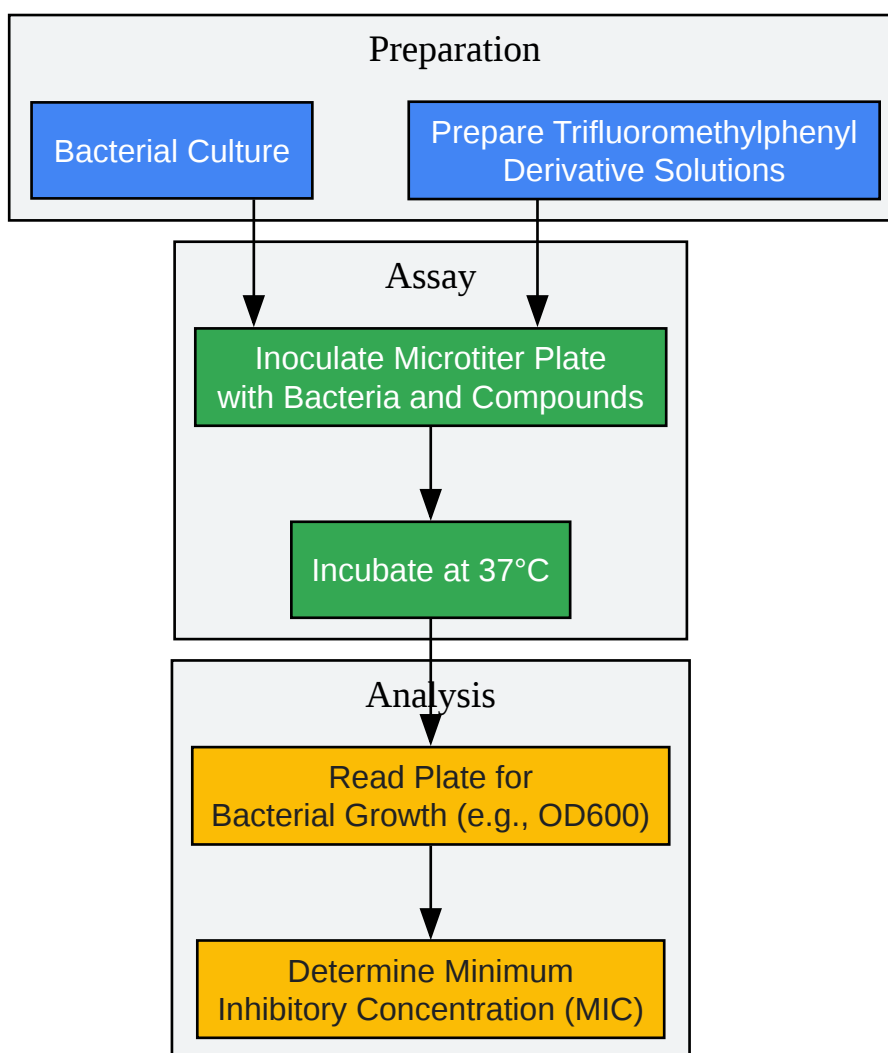 Preparation
Bacterial Culture
Prepare Trifluoromethylphenyl
Derivative Solutions
Assay
Inoculate Microtiter Plate
with Bacteria and Compounds
Incubate at 37°C
Analysis
Read Plate for
Bacterial Growth (e.g., OD600)
Determine Minimum
Inhibitory Concentration (MIC)